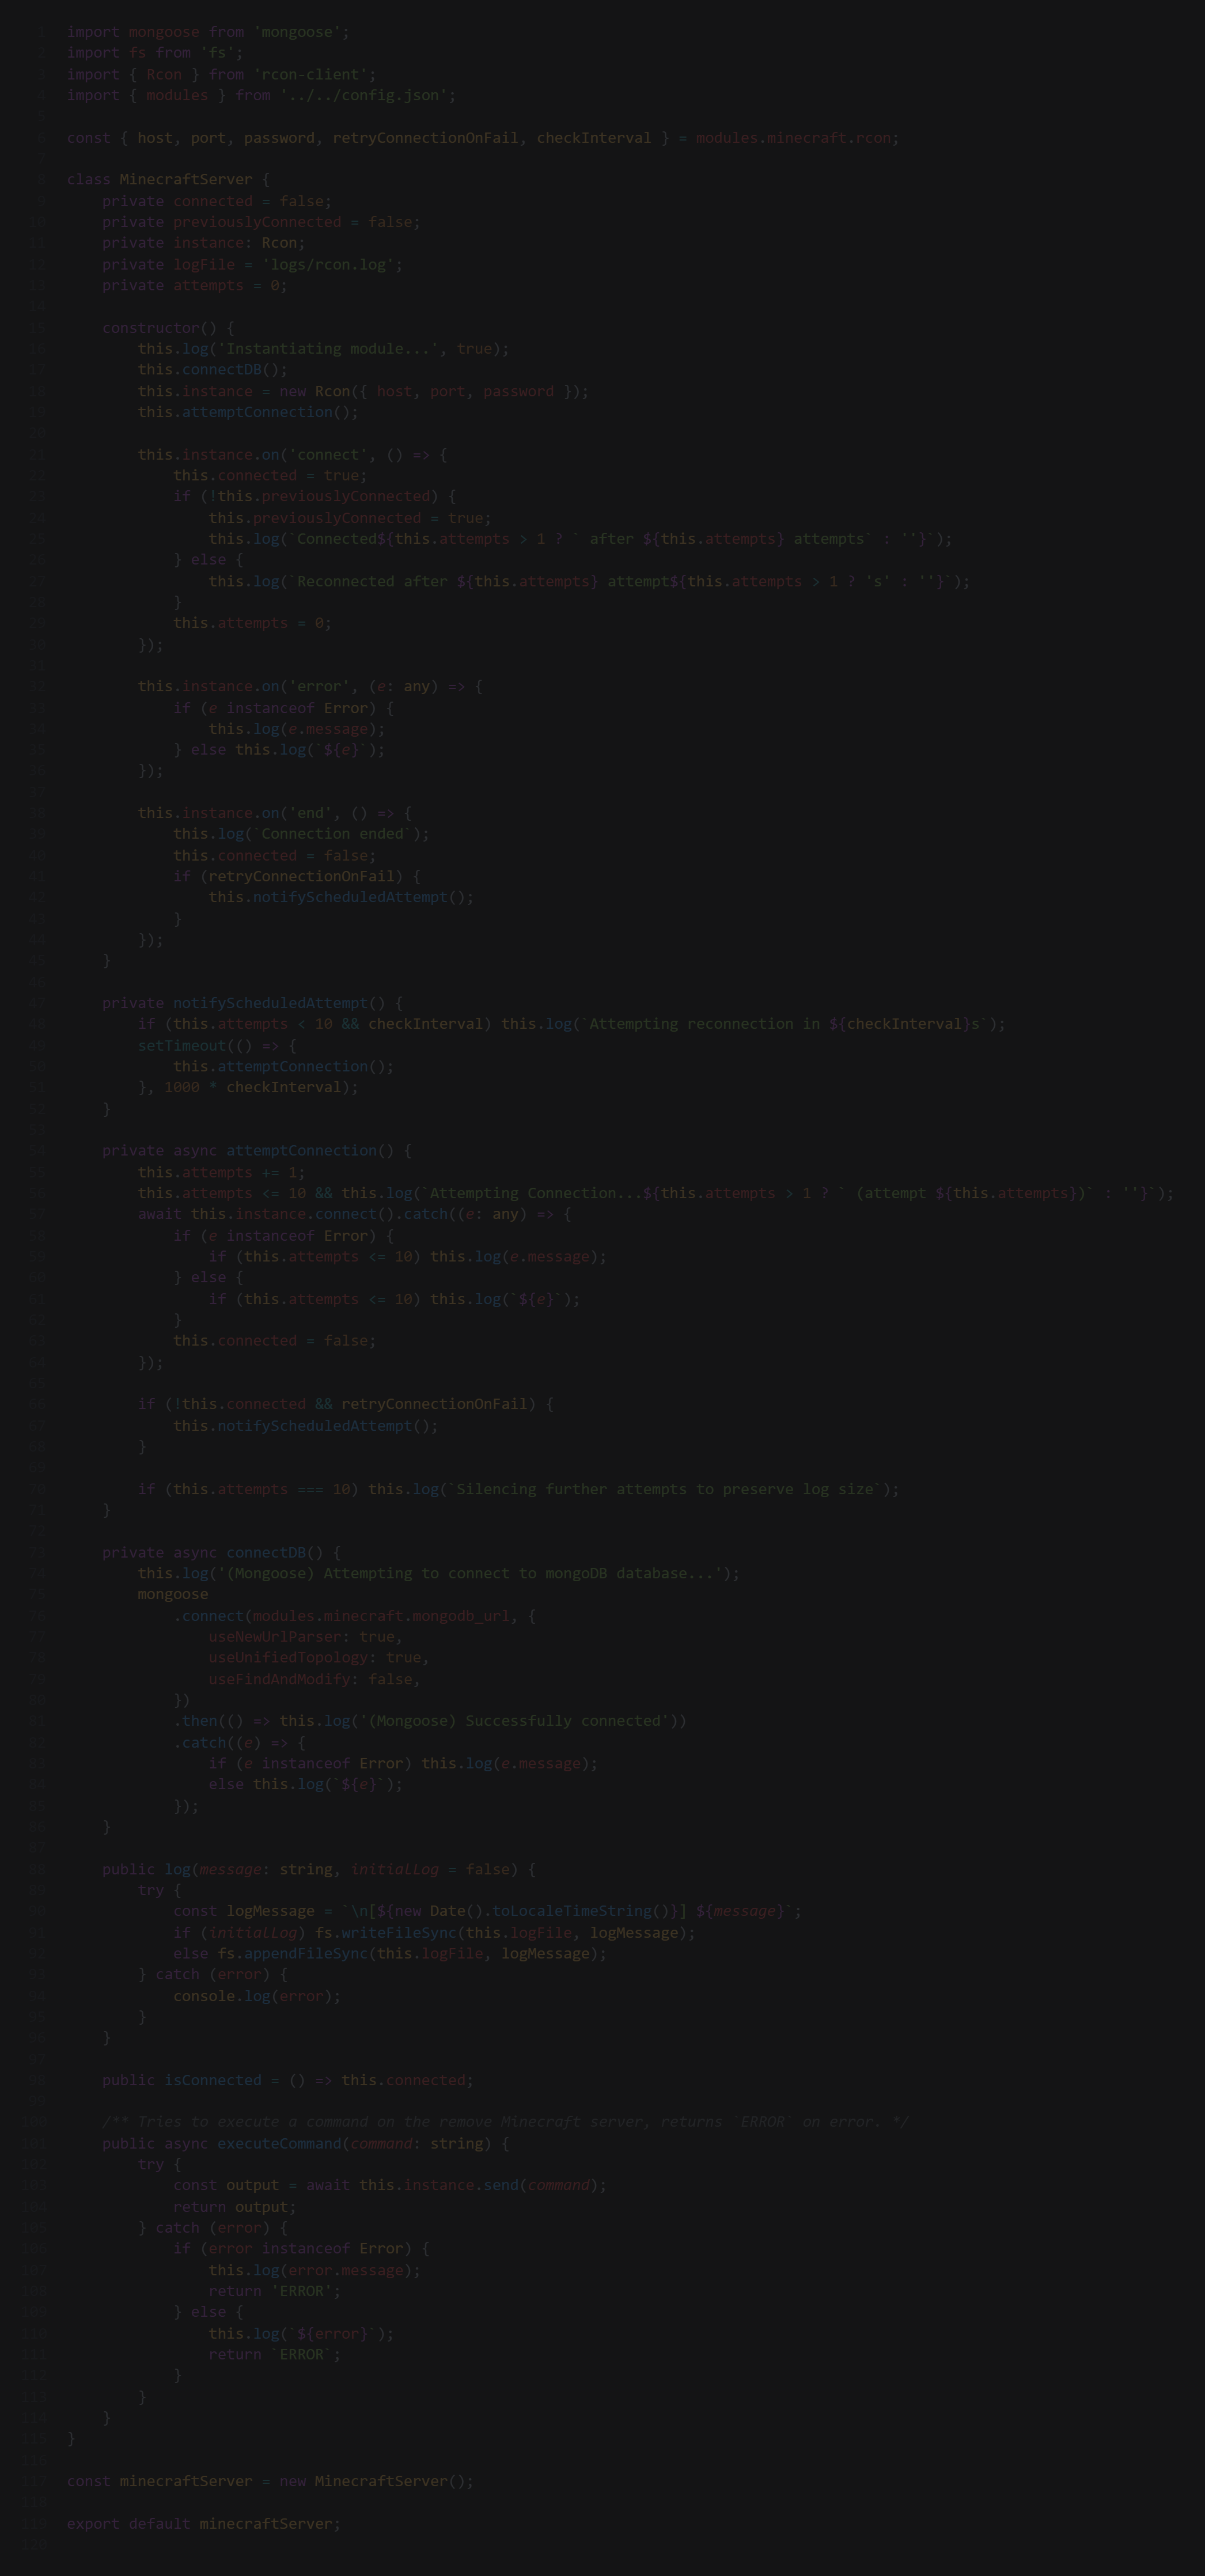 1 import mongoose from 'mongoose';
2 import fs from 'fs';
3 import { Rcon } from 'rcon-client';
4 import { modules } from '../../config.json';
5
6 const { host, port, password, retryConnectionOnFail, checkInterval } = modules.minecraft.rcon;
7
8 class MinecraftServer {
9     private connected = false;
10     private previouslyConnected = false;
11     private instance: Rcon;
12     private logFile = 'logs/rcon.log';
13     private attempts = 0;
14
15     constructor() {
16         this.log('Instantiating module...', true);
17         this.connectDB();
18         this.instance = new Rcon({ host, port, password });
19         this.attemptConnection();
20
21         this.instance.on('connect', () => {
22             this.connected = true;
23             if (!this.previouslyConnected) {
24                 this.previouslyConnected = true;
25                 this.log(`Connected${this.attempts > 1 ? ` after ${this.attempts} attempts` : ''}`);
26             } else {
27                 this.log(`Reconnected after ${this.attempts} attempt${this.attempts > 1 ? 's' : ''}`);
28             }
29             this.attempts = 0;
30         });
31
32         this.instance.on('error', (e: any) => {
33             if (e instanceof Error) {
34                 this.log(e.message);
35             } else this.log(`${e}`);
36         });
37
38         this.instance.on('end', () => {
39             this.log(`Connection ended`);
40             this.connected = false;
41             if (retryConnectionOnFail) {
42                 this.notifyScheduledAttempt();
43             }
44         });
45     }
46
47     private notifyScheduledAttempt() {
48         if (this.attempts < 10 && checkInterval) this.log(`Attempting reconnection in ${checkInterval}s`);
49         setTimeout(() => {
50             this.attemptConnection();
51         }, 1000 * checkInterval);
52     }
53
54     private async attemptConnection() {
55         this.attempts += 1;
56         this.attempts <= 10 && this.log(`Attempting Connection...${this.attempts > 1 ? ` (attempt ${this.attempts})` : ''}`);
57         await this.instance.connect().catch((e: any) => {
58             if (e instanceof Error) {
59                 if (this.attempts <= 10) this.log(e.message);
60             } else {
61                 if (this.attempts <= 10) this.log(`${e}`);
62             }
63             this.connected = false;
64         });
65
66         if (!this.connected && retryConnectionOnFail) {
67             this.notifyScheduledAttempt();
68         }
69
70         if (this.attempts === 10) this.log(`Silencing further attempts to preserve log size`);
71     }
72
73     private async connectDB() {
74         this.log('(Mongoose) Attempting to connect to mongoDB database...');
75         mongoose
76             .connect(modules.minecraft.mongodb_url, {
77                 useNewUrlParser: true,
78                 useUnifiedTopology: true,
79                 useFindAndModify: false,
80             })
81             .then(() => this.log('(Mongoose) Successfully connected'))
82             .catch((e) => {
83                 if (e instanceof Error) this.log(e.message);
84                 else this.log(`${e}`);
85             });
86     }
87
88     public log(message: string, initialLog = false) {
89         try {
90             const logMessage = `\n[${new Date().toLocaleTimeString()}] ${message}`;
91             if (initialLog) fs.writeFileSync(this.logFile, logMessage);
92             else fs.appendFileSync(this.logFile, logMessage);
93         } catch (error) {
94             console.log(error);
95         }
96     }
97
98     public isConnected = () => this.connected;
99
100     /** Tries to execute a command on the remove Minecraft server, returns `ERROR` on error. */
101     public async executeCommand(command: string) {
102         try {
103             const output = await this.instance.send(command);
104             return output;
105         } catch (error) {
106             if (error instanceof Error) {
107                 this.log(error.message);
108                 return 'ERROR';
109             } else {
110                 this.log(`${error}`);
111                 return `ERROR`;
112             }
113         }
114     }
115 }
116
117 const minecraftServer = new MinecraftServer();
118
119 export default minecraftServer;
120